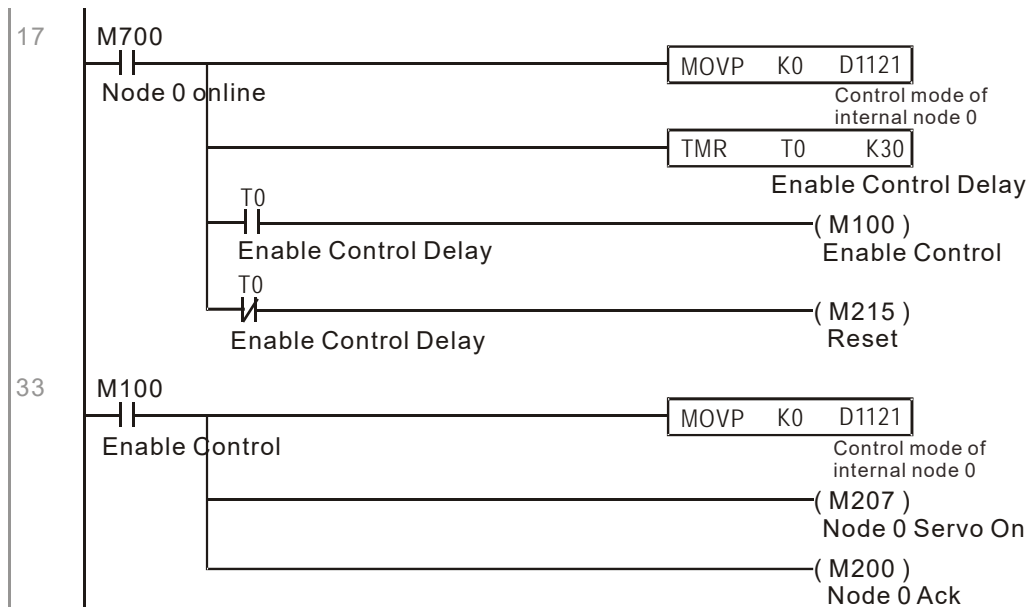 17
M700
MOVP K0 D1121
Node 0 online
Control mode of
internal node 0
TMR T0 K30
Enable Control Delay
T0
( M100 )
Enable Control Delay
Enable Control
T0
( M215 )
Enable Control Delay
Reset
33
M100
MOVP K0 D1121
Enable Control
Control mode of
internal node 0
( M207 )
Node 0 Servo On
( M200 )
Node 0 Ack